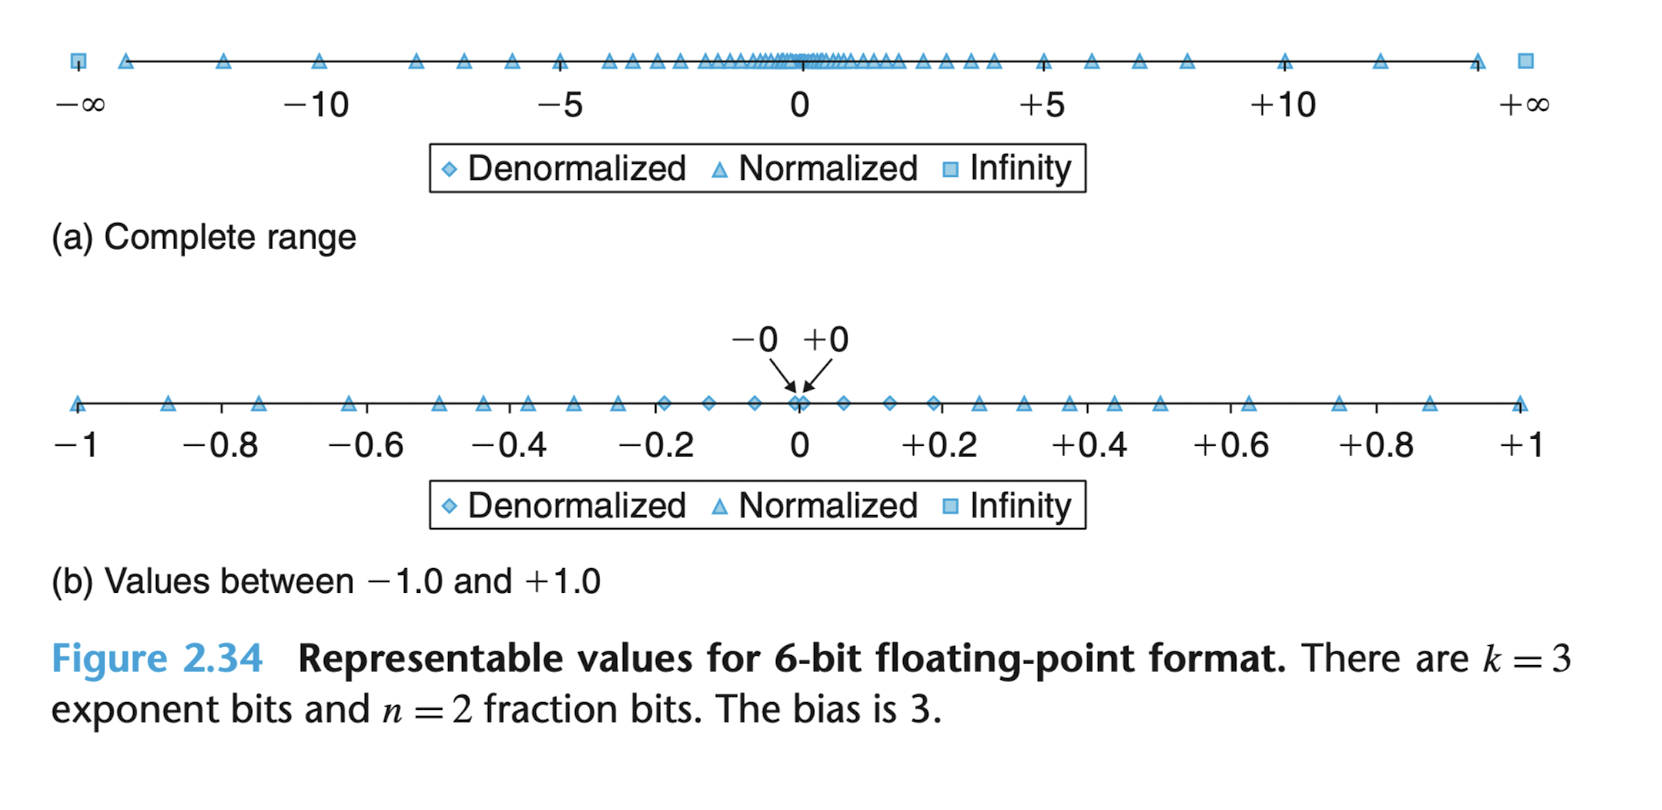 −∞ −10 −5 0 +5 +10 +∞
Denormalized Normalized Infinity
(a) Complete range
−0 +0
−1 −0.8 −0.6 −0.4 −0.2 0 +0.2 +0.4 +0.6 +0.8 +1
Denormalized Normalized Infinity
(b) Values between −1.0 and +1.0
Figure 2.34 Representable values for 6-bit floating-point format. There are k = 3
exponent bits and n = 2 fraction bits. The bias is 3.